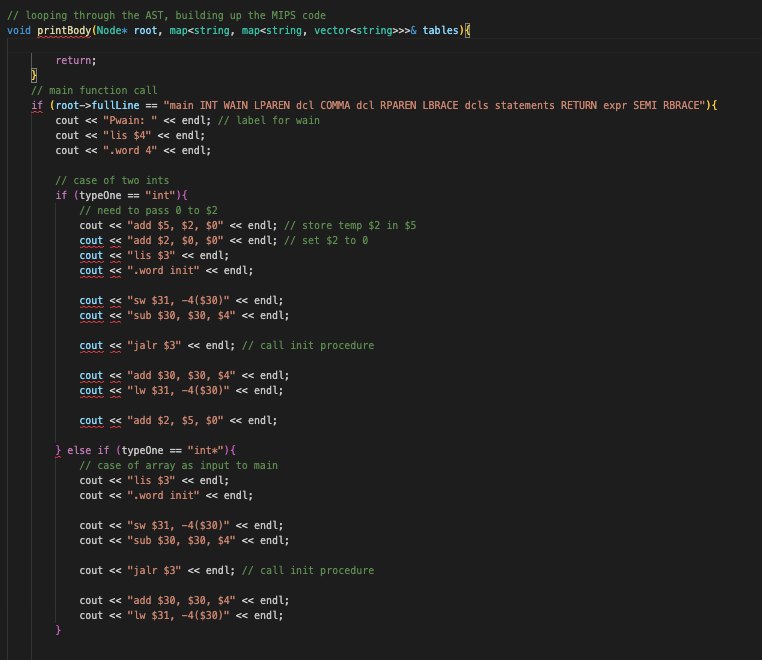 // looping through the AST, building up the MIPS code
void printBody(Node* root, map<string, map<string, vector<string>>>& tables){
return;
}
// main function call
if (root->fullLine == "main INT WAIN LPAREN dcl COMMA dcl RPAREN LBRACE dcls statements RETURN expr SEMI RBRACE"){
cout << "Pwain: " << endl; // label for wain
cout << "lis $4" << endl;
cout << ".word 4" << endl;
// case of two ints
if (typeOne == "int"){
// need to pass 0 to $2
cout << "add $5, $2, $0" << endl; // store temp $2 in $5
cout << "add $2, $0, $0" << endl; // set $2 to 0
cout << "lis $3" << endl;
cout << ".word init" << endl;
cout << "sw $31, -4($30)" << endl;
cout << "sub $30, $30, $4" << endl;
cout << "jalr $3" << endl; // call init procedure
cout << "add $30, $30, $4" << endl;
cout << "lw $31, -4($30)" << endl;
cout << "add $2, $5, $0" << endl;
} else if (typeOne == "int*"){
// case of array as input to main
cout << "lis $3" << endl;
cout << ".word init" << endl;
cout << "sw $31, -4($30)" << endl;
cout << "sub $30, $30, $4" << endl;
cout << "jalr $3" << endl; // call init procedure
cout << "add $30, $30, $4" << endl;
cout << "lw $31, -4($30)" << endl;
}